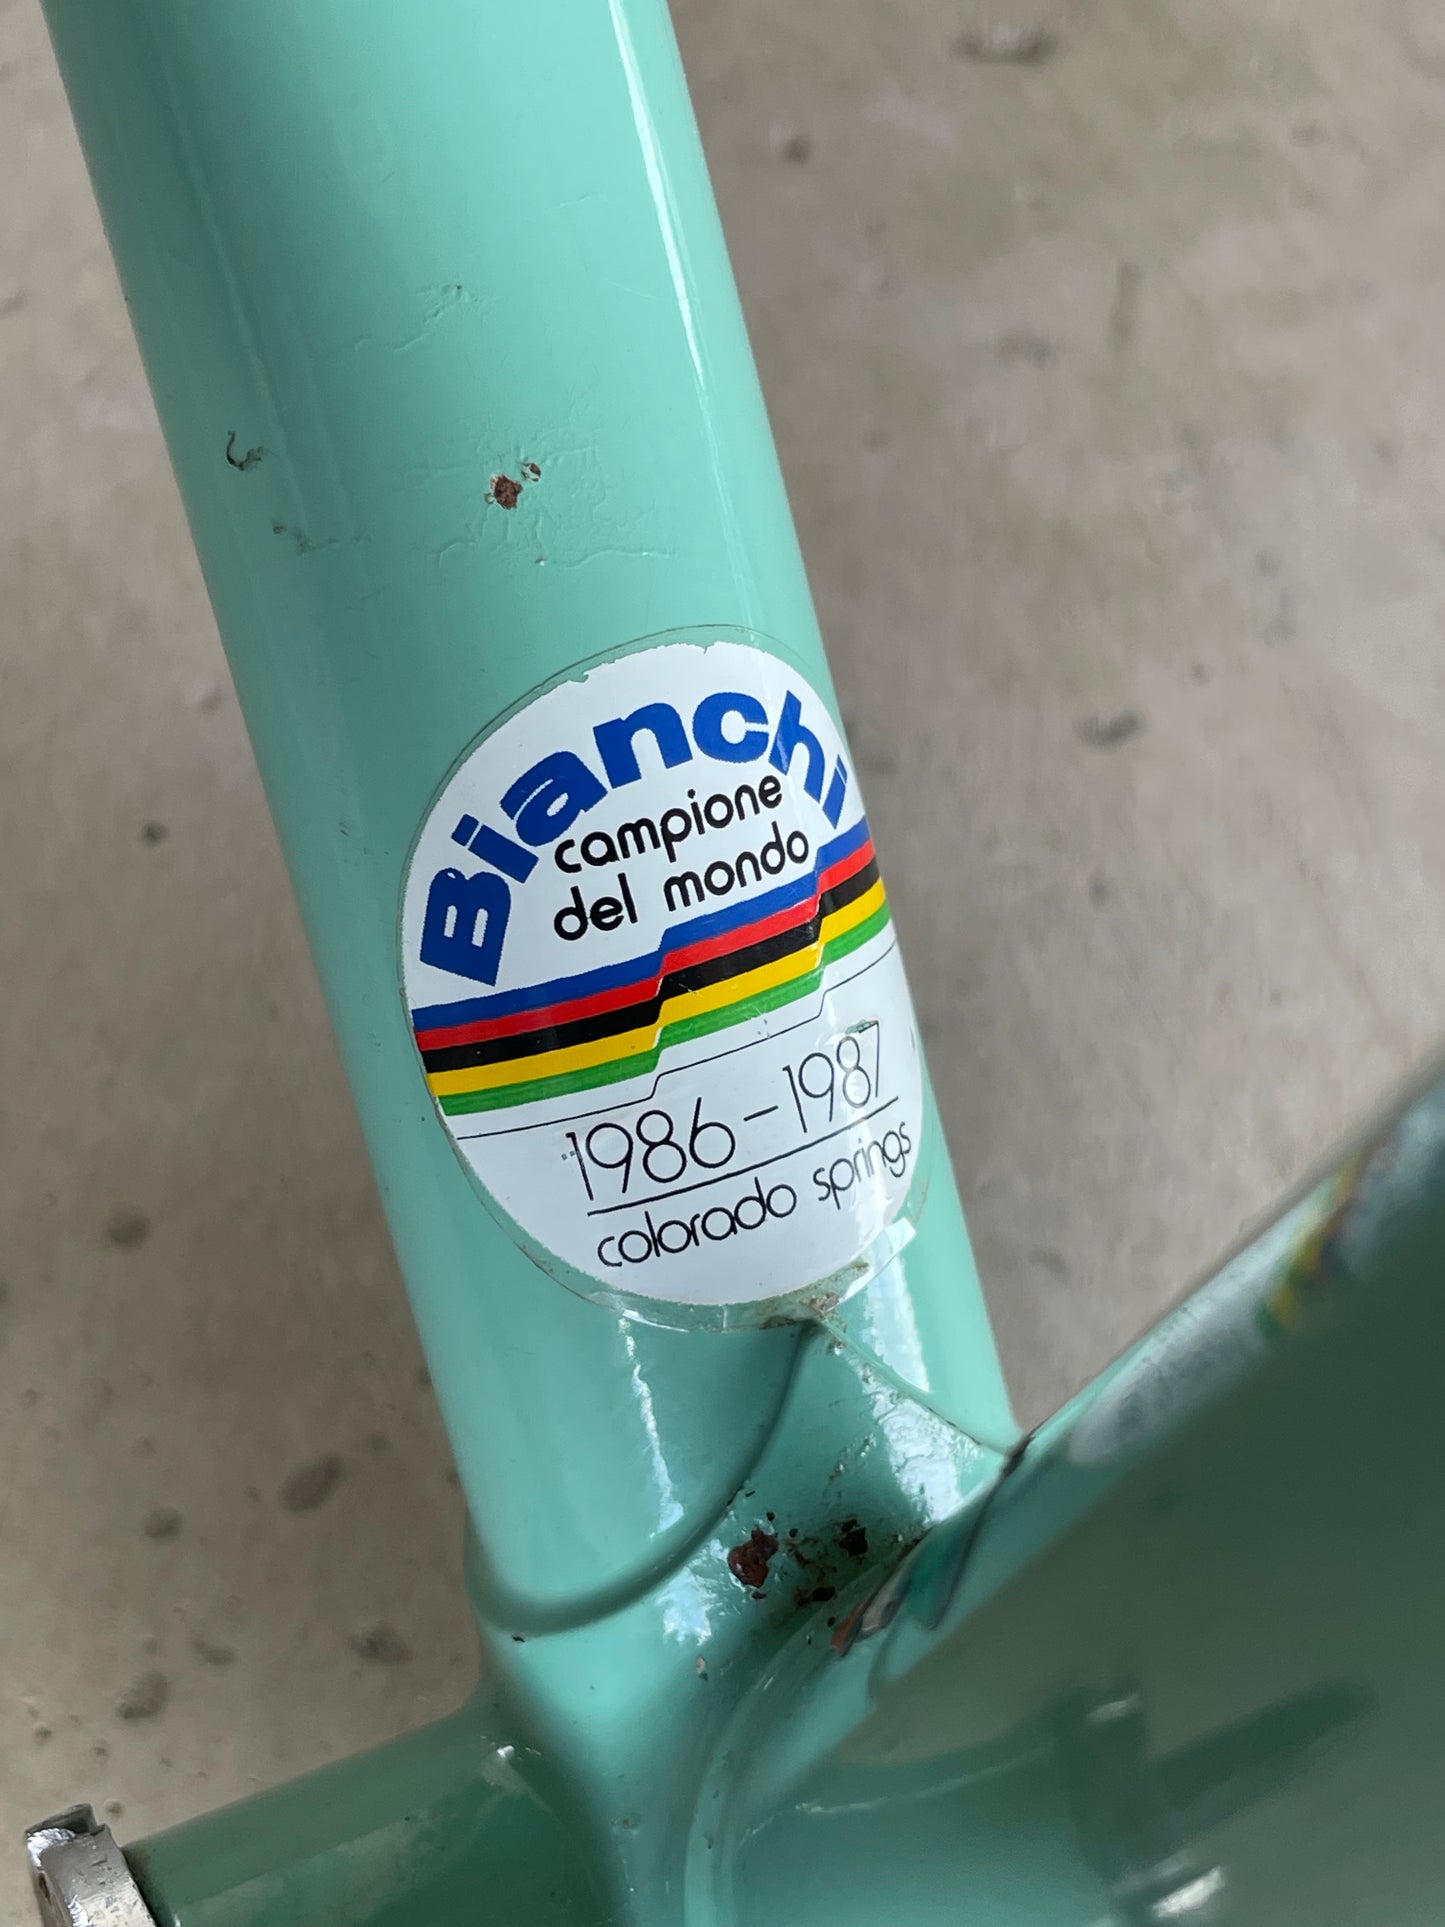 Bianchi
campione
del mondo
1986-1987
colorado springs